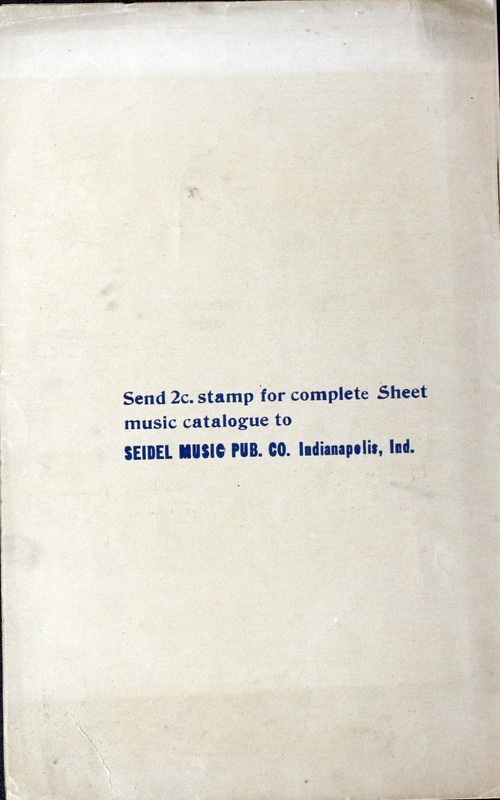 Send 2c. stamp for complete Sheet
music catalogue to
SEIDEL MUSIC PUB. CO. Indianapolis, Ind.